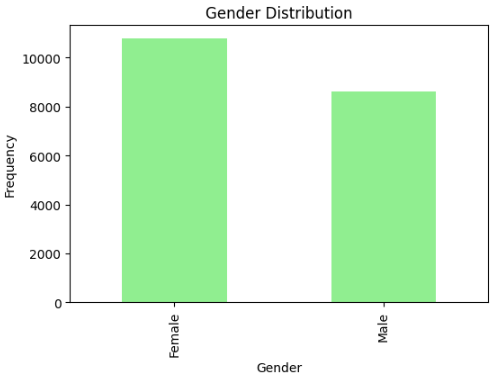 Gender Distribution
Frequency
10000
8000
6000
4000
2000
0
Female
Male
Gender